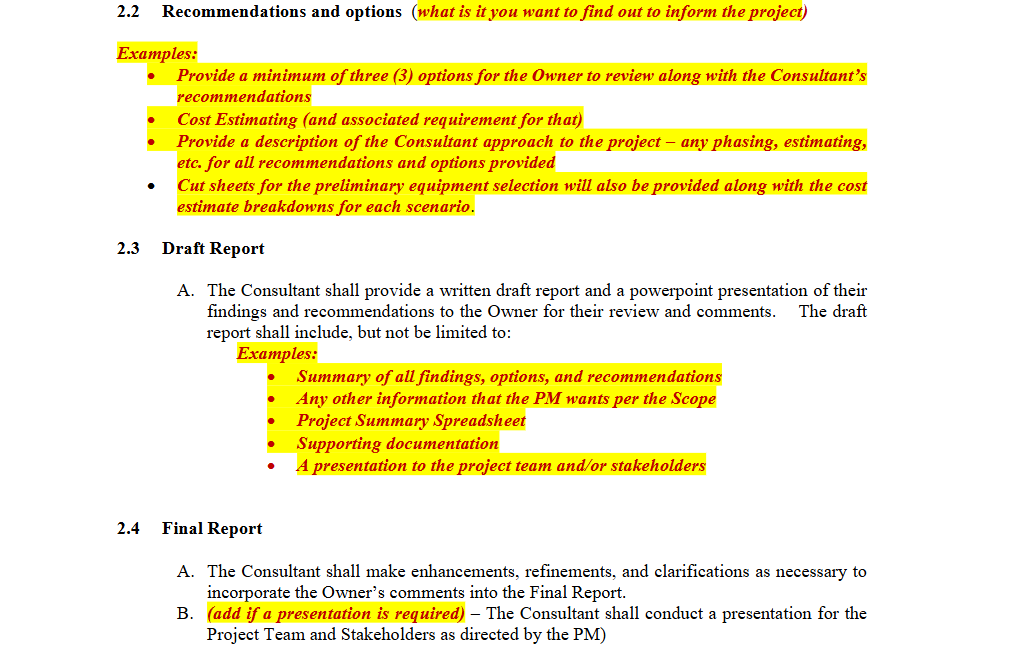 2.2 Recommendations and options (what is it you want to find out to inform the project)
Examples:
• Provide a minimum of three (3) options for the Owner to review along with the Consultant’s
recommendations
• Cost Estimating (and associated requirement for that)
• Provide a description of the Consultant approach to the project – any phasing, estimating,
etc. for all recommendations and options provided
• Cut sheets for the preliminary equipment selection will also be provided along with the cost
estimate breakdowns for each scenario.
2.3 Draft Report
A. The Consultant shall provide a written draft report and a powerpoint presentation of their
findings and recommendations to the Owner for their review and comments. The draft
report shall include, but not be limited to:
Examples:
• Summary of all findings, options, and recommendations
• Any other information that the PM wants per the Scope
• Project Summary Spreadsheet
• Supporting documentation
• A presentation to the project team and/or stakeholders
2.4 Final Report
A. The Consultant shall make enhancements, refinements, and clarifications as necessary to
incorporate the Owner’s comments into the Final Report.
B. (add if a presentation is required) – The Consultant shall conduct a presentation for the
Project Team and Stakeholders as directed by the PM)